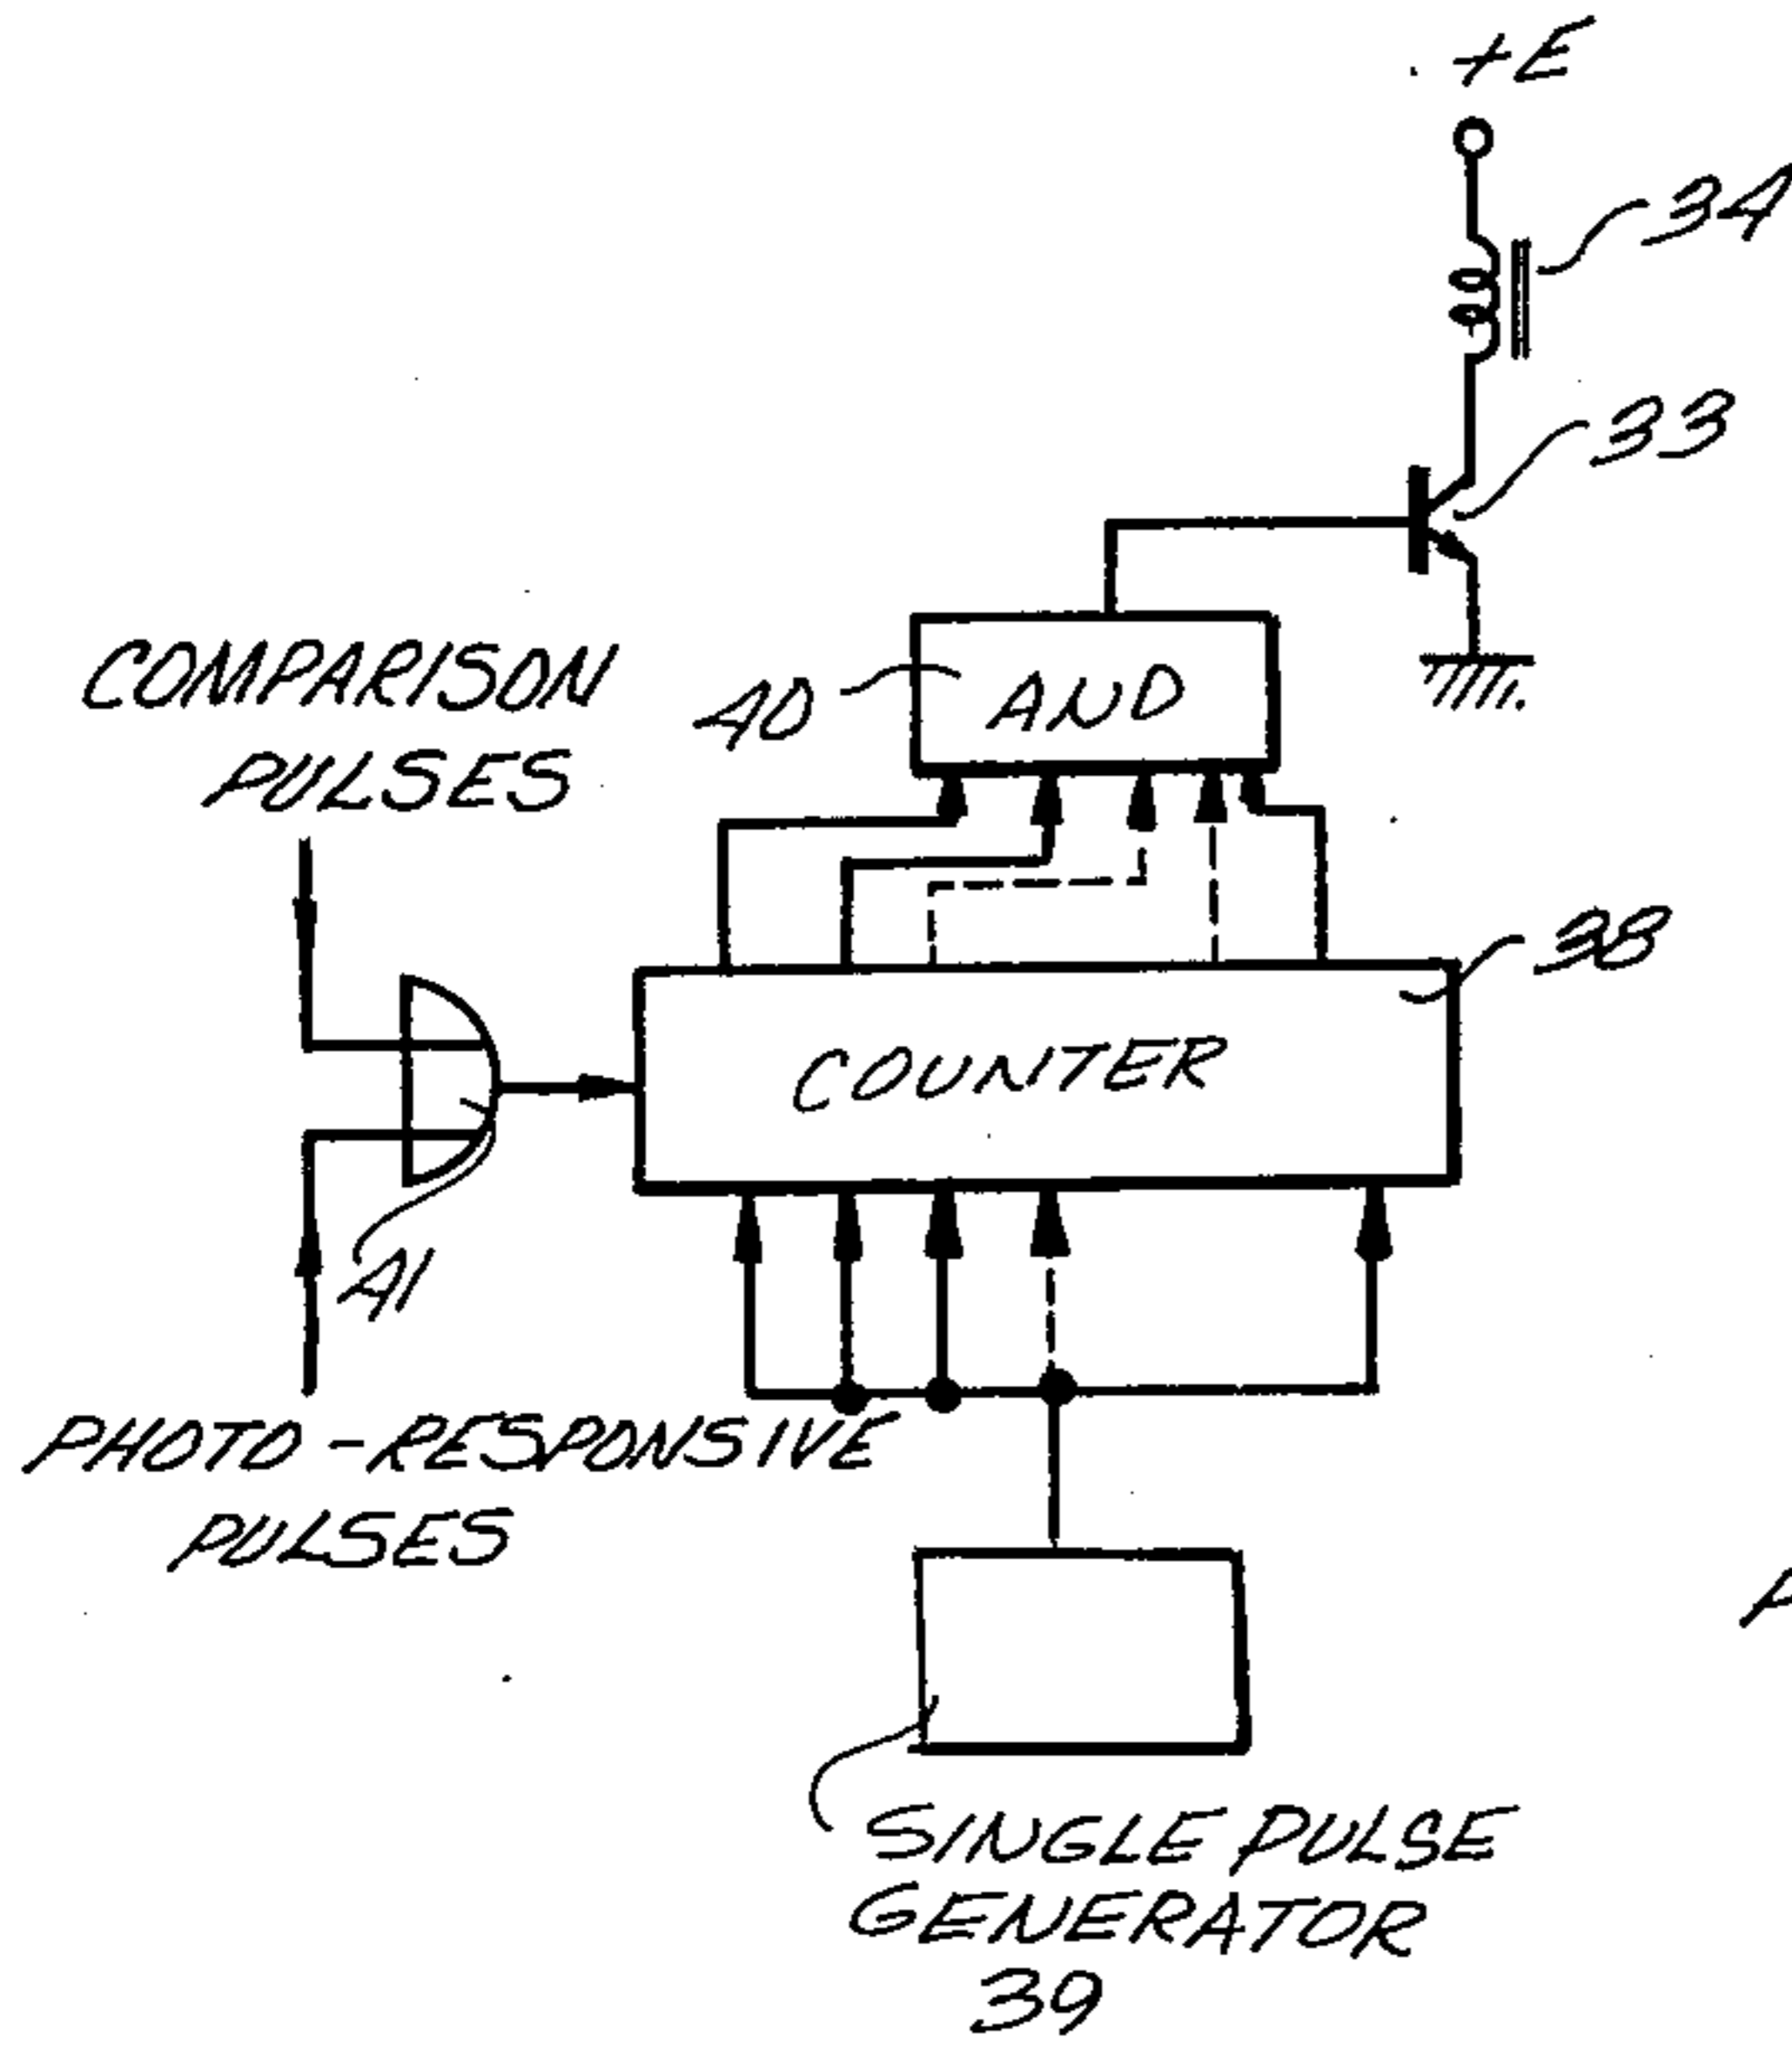 +E
34
33
COMPARISON
PULSES
40
AND
38
COUNTER
41
PHOTO-RESPONSIVE
PULSES
SINGLE PULSE
GENERATOR
39